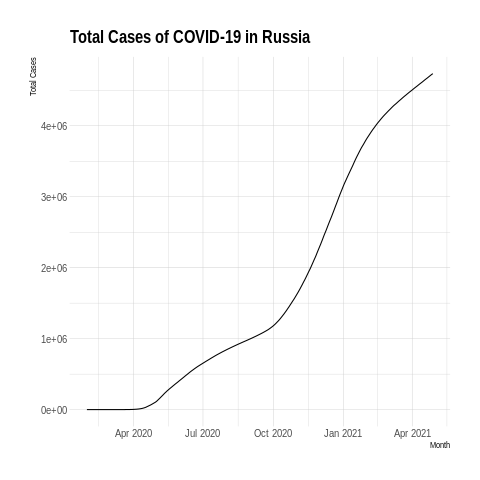 Total Cases of COVID-19 in Russia
Total Cases
4e+06
3e+06
2e+06
1e+06
0e+00
Apr 2020 Jul 2020 Oct 2020 Jan 2021 Apr 2021
Month